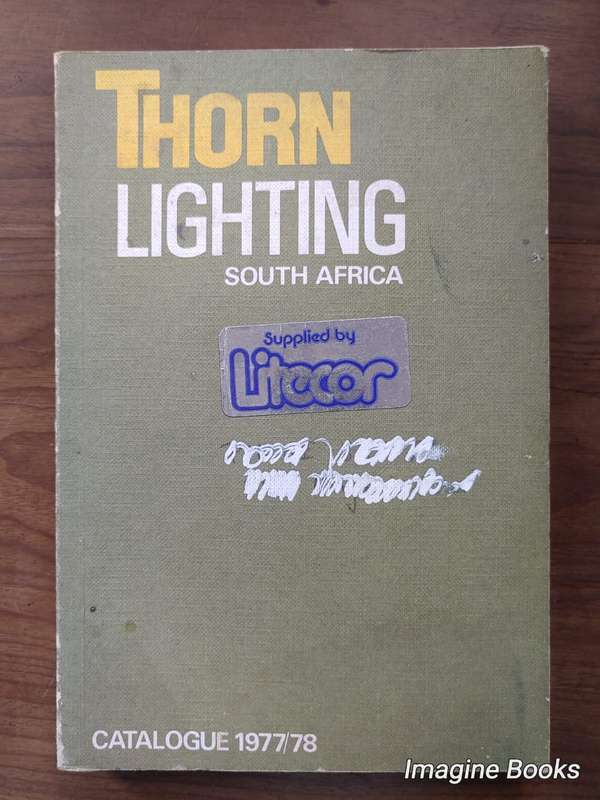 THORN
LIGHTING
SOUTH AFRICA
Supplied by
Litecor
CATALOGUE 1977/78
Imagine Books